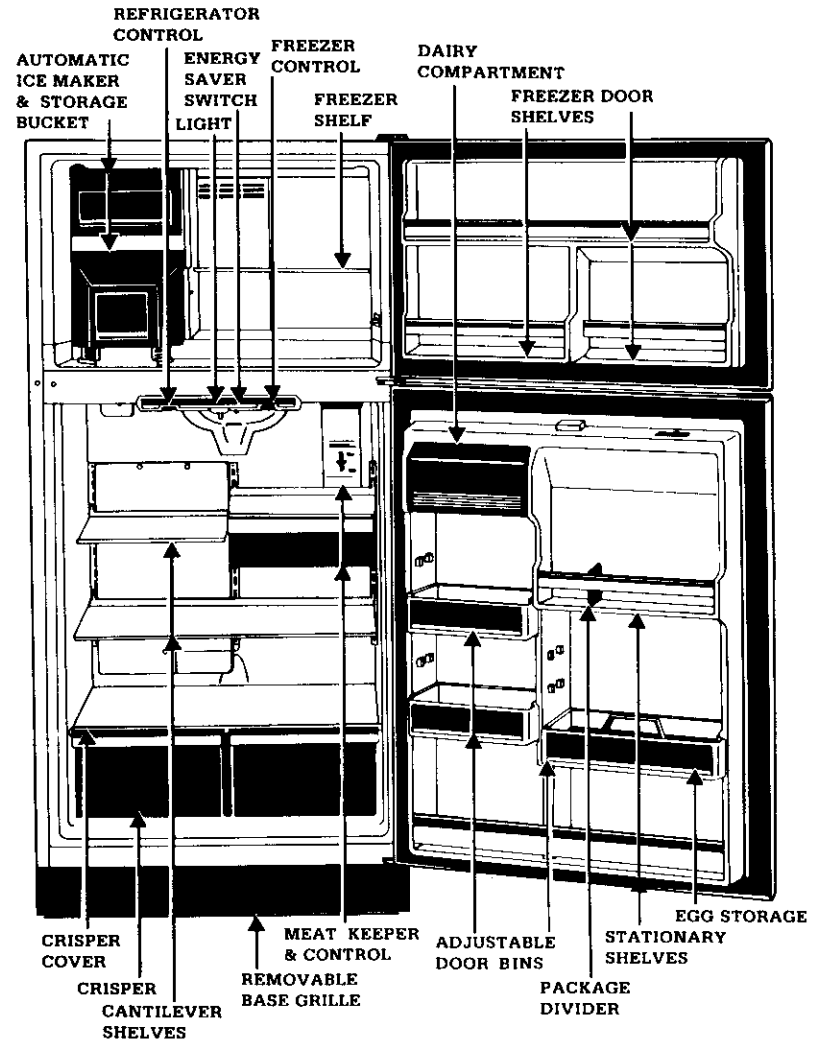 REFRIGERATOR
CONTROL
AUTOMATIC
ICE MAKER
& STORAGE
BUCKET
ENERGY
SAVER
SWITCH
LIGHT
FREEZER
CONTROL
FREEZER
SHELF
DAIRY
COMPARTMENT
FREEZER DOOR
SHELVES
CRISPER
COVER
CRISPER
CANTILEVER
SHELVES
REMOVABLE
BASE GRILLE
MEAT KEEPER
& CONTROL
ADJUSTABLE
DOOR BINS
PACKAGE
DIVIDER
STATIONARY
SHELVES
EGG STORAGE